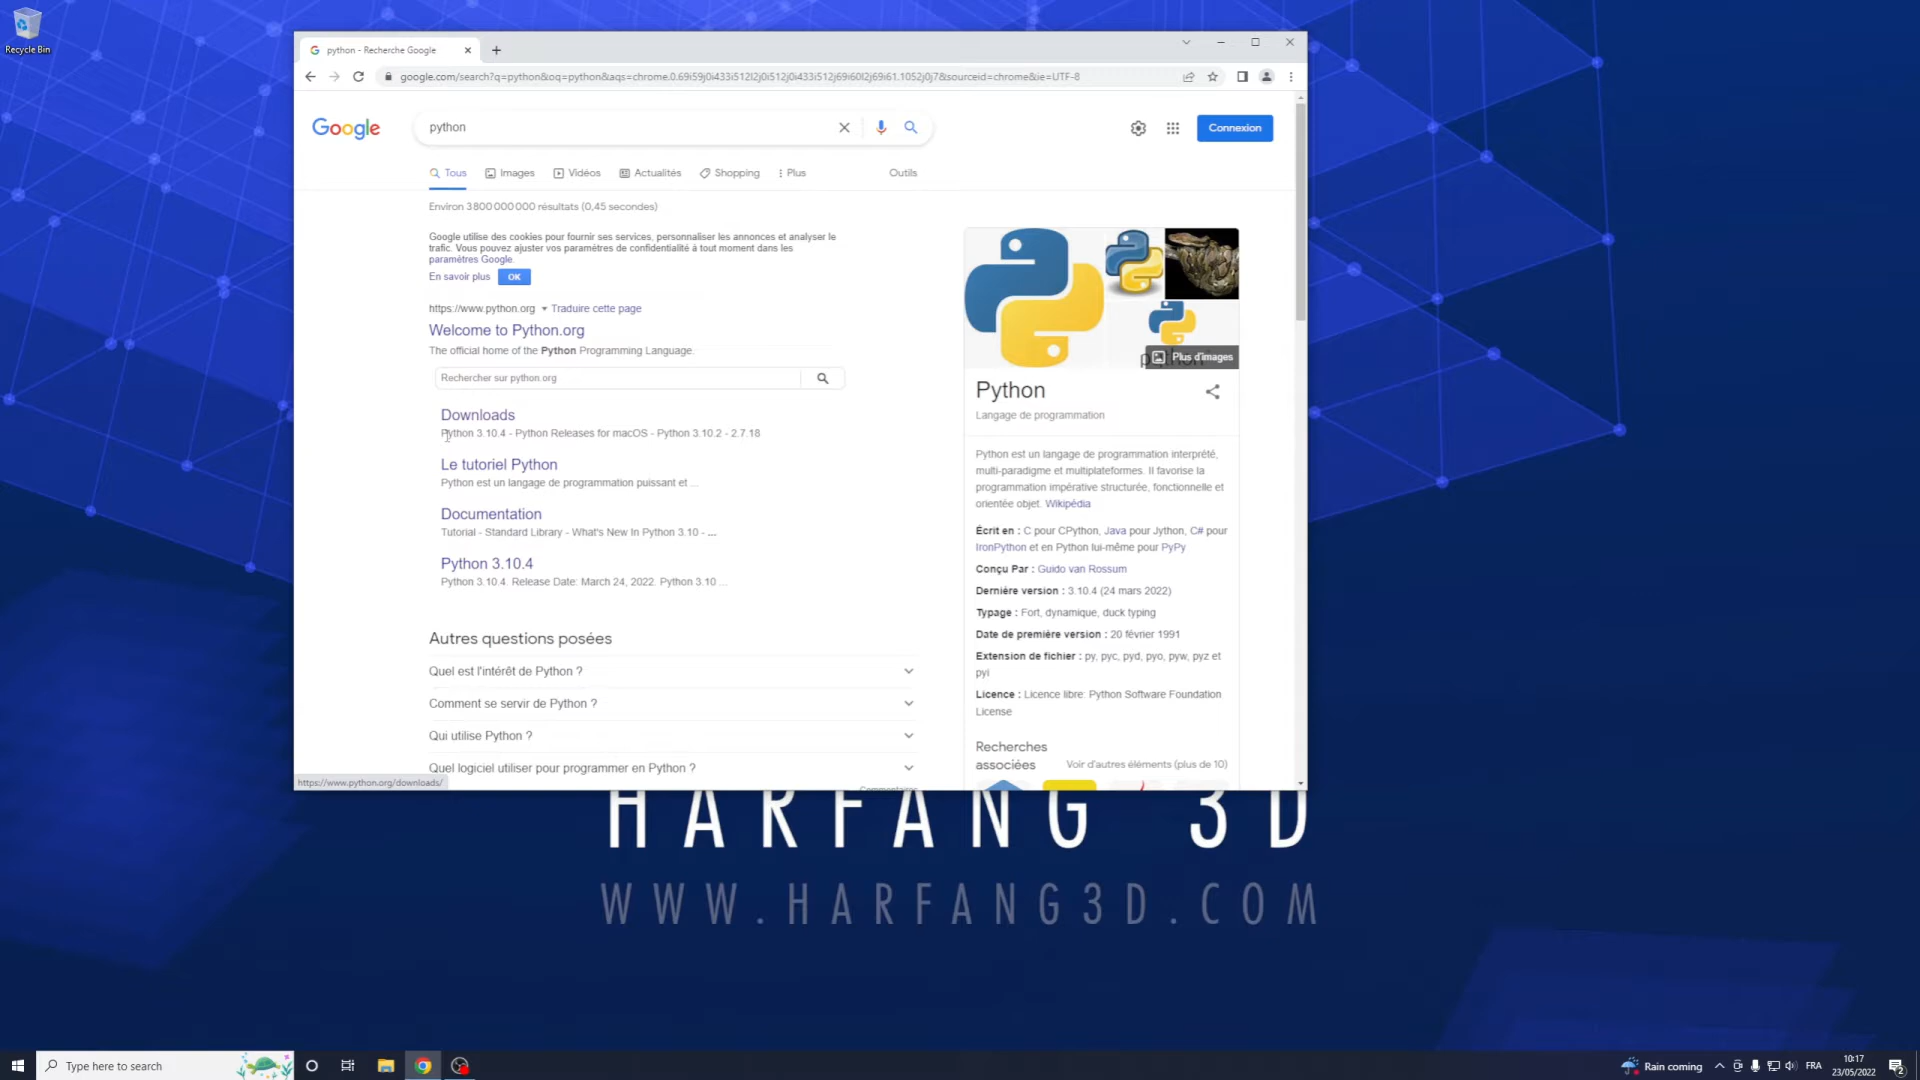 Recycle Bin
python - Recherche Google
google.com/search?q=python&oq=python&aqs=chrome.0.69i59j0i433i512l2j0i512j0i433i512j69i60l2j69i61.1052j0j7&sourceid=chrome&ie=UTF-8
Google
python
Connexion
Tous
Images
Vidéos
Actualités
Shopping
Plus
Outils
Environ 3 800 000 000 résultats (0,45 secondes)
Google utilise des cookies pour fournir ses services, personnaliser les annonces et analyser le
trafic. Vous pouvez ajuster vos paramètres de confidentialité à tout moment dans les
paramètres Google.
En savoir plus
OK
https://www.python.org
Traduire cette page
Welcome to Python.org
The official home of the Python Programming Language.
Rechercher sur python.org
Downloads
Python 3.10.4 - Python Releases for macOS - Python 3.10.2 - 2.7.18
Le tutoriel Python
Python est un langage de programmation puissant et ...
Documentation
Tutorial - Standard Library - What's New In Python 3.10 - ...
Python 3.10.4
Python 3.10.4. Release Date: March 24, 2022. Python 3.10 ...
Autres questions posées
Quel est l'intérêt de Python ?
Comment se servir de Python ?
Qui utilise Python ?
Quel logiciel utiliser pour programmer en Python ?
Commentaires
https://www.python.org/downloads/
python
Plus d'images
Python
Langage de programmation
Python est un langage de programmation interprété,
multi-paradigme et multiplateformes. Il favorise la
programmation impérative structurée, fonctionnelle et
orientée objet. Wikipédia
Écrit en : C pour CPython, Java pour Jython, C# pour
IronPython et en Python lui-même pour PyPy
Conçu Par : Guido van Rossum
Dernière version : 3.10.4 (24 mars 2022)
Typage : Fort, dynamique, duck typing
Date de première version : 20 février 1991
Extension de fichier : py, pyc, pyd, pyo, pyw, pyz et
pyi
Licence : Licence libre: Python Software Foundation
License
Recherches
associées
Voir d'autres éléments (plus de 10)
HARFANG 3D
WWW.HARFANG3D.COM
Type here to search
Rain coming
FRA
10:17
23/05/2022
2